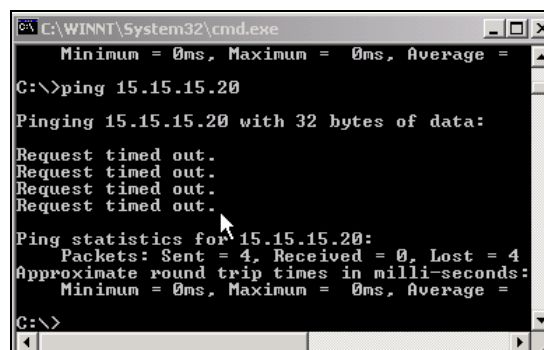 C:\WINNT\System32\cmd.exe
Minimum = 0ms, Maximum = 0ms, Average =
C:\>ping 15.15.15.20
Pinging 15.15.15.20 with 32 bytes of data:
Request timed out.
Request timed out.
Request timed out.
Request timed out.
Ping statistics for 15.15.15.20:
Packets: Sent = 4, Received = 0, Lost = 4
Approximate round trip times in milli-seconds:
Minimum = 0ms, Maximum = 0ms, Average =
C:\>